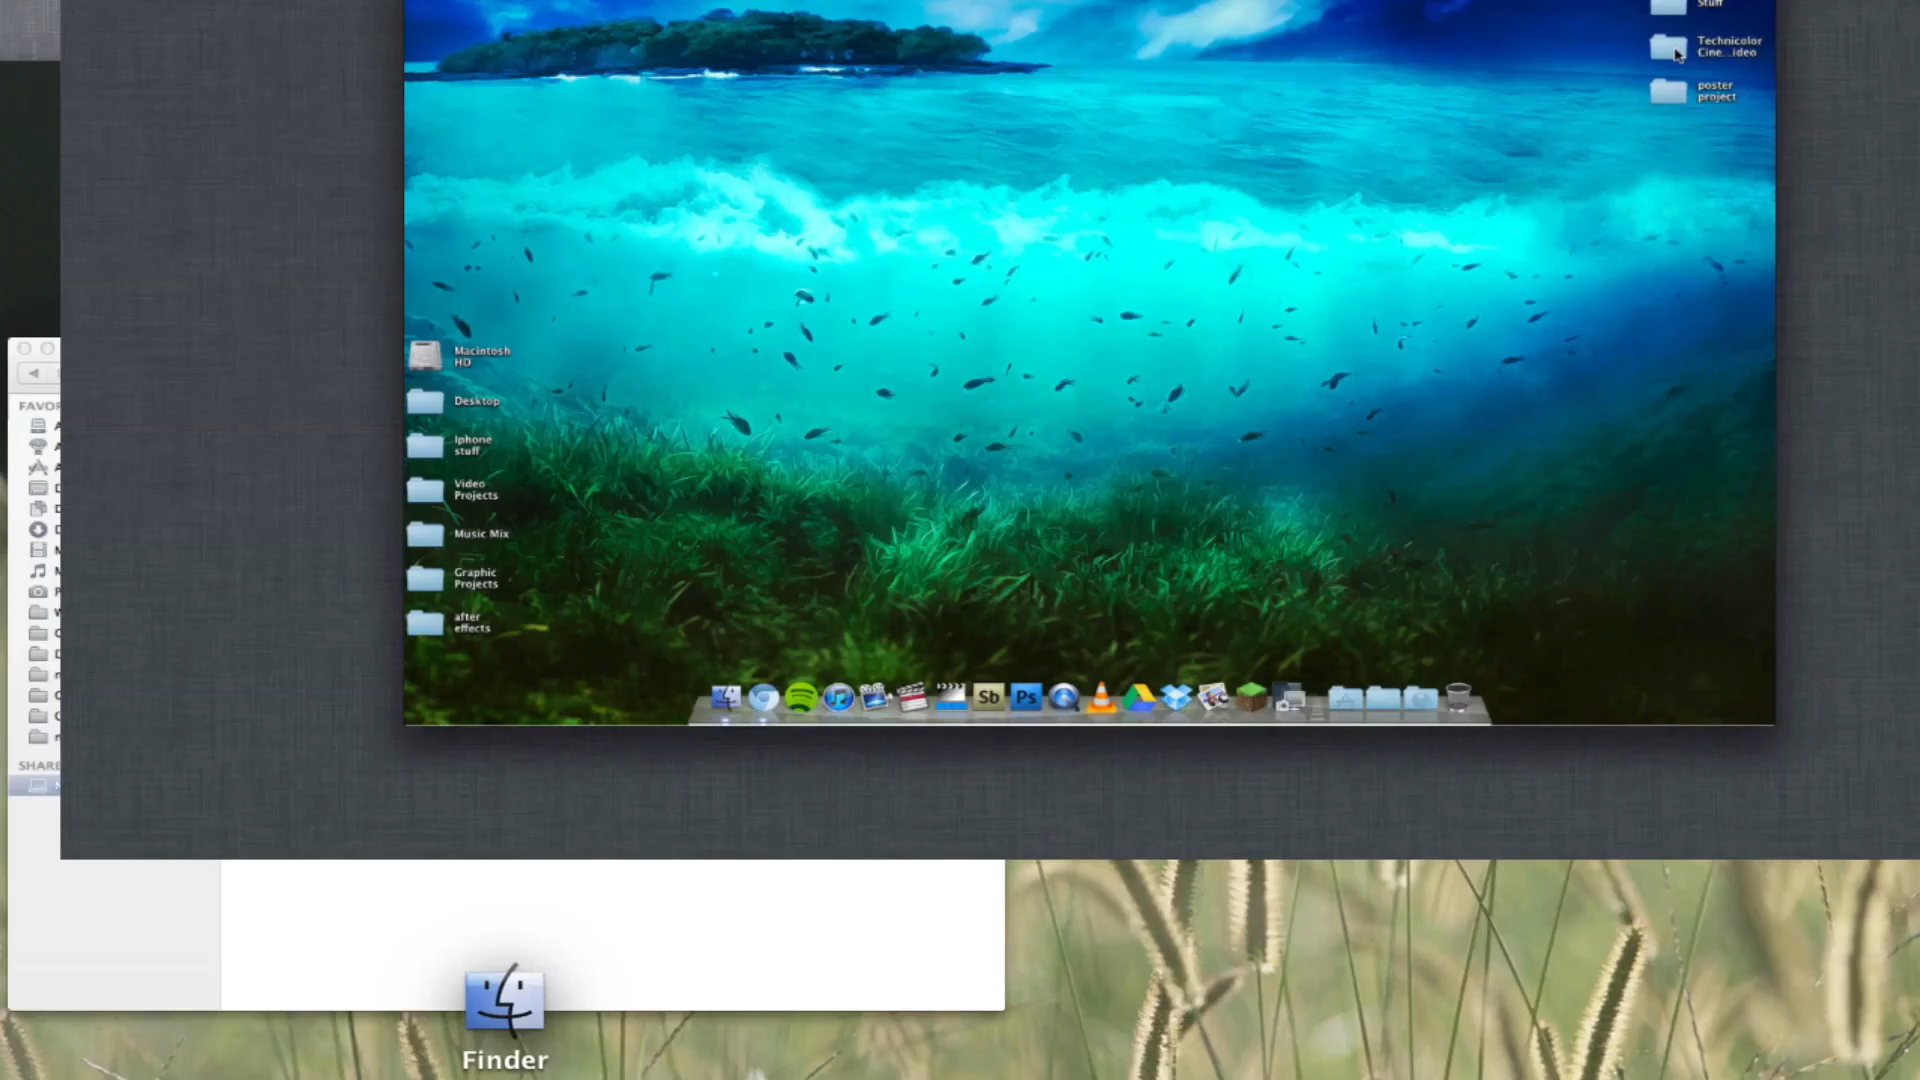 Stuff
Technicolor
Cine...ideo
poster
project
Macintosh
HD
Desktop
Iphone
stuff
Video
Projects
Music Mix
Graphic
Projects
after
effects
Sb
Ps
FAVOR
SHARE
Finder